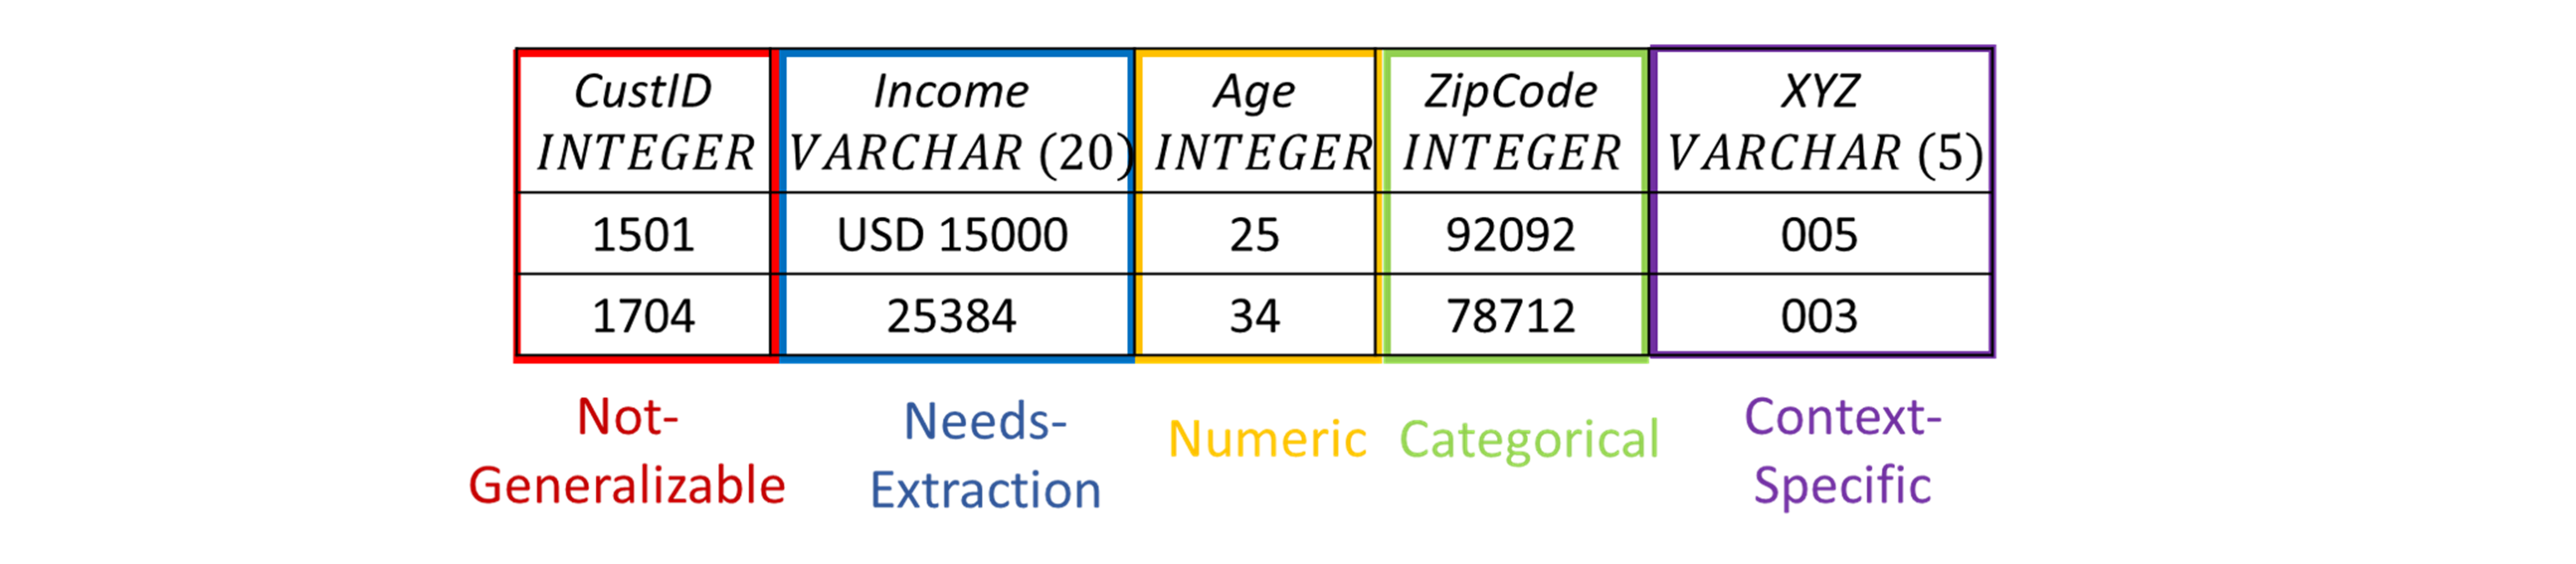 CustID Income Age ZipCode XYZ
INTEGER VARCHAR (20) INTEGER INTEGER VARCHAR (5)
1501 USD 15000 25 92092 005
1704 25384 34 78712 003
Not-
Generalizable
Needs-
Extraction
Numeric
Categorical
Context-
Specific